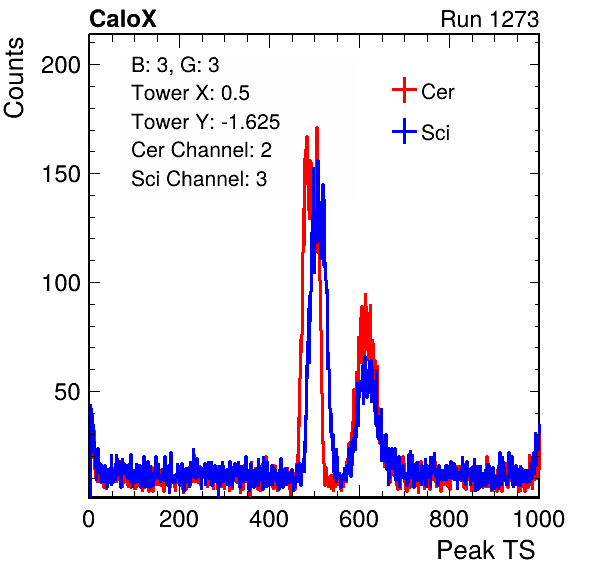 CaloX Run 1273
Counts
200
150
100
50
B: 3, G: 3
Tower X: 0.5
Tower Y: -1.625
Cer Channel: 2
Sci Channel: 3
Cer
Sci
0 200 400 600 800 1000
Peak TS